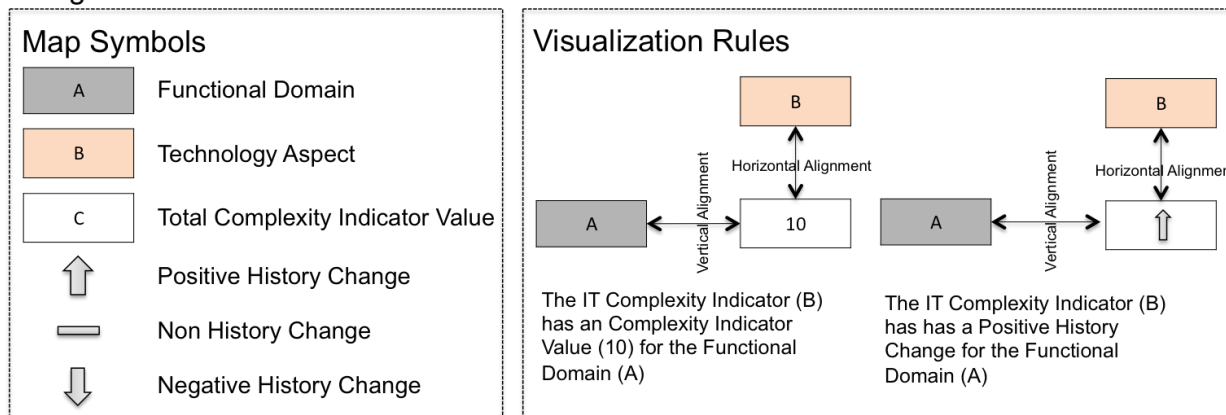 Map Symbols
A
Functional Domain
B
Technology Aspect
C
Total Complexity Indicator Value
Positive History Change
Non History Change
Negative History Change
Visualization Rules
B
Horizontal Alignment
Vertical Alignment
A
10
The IT Complexity Indicator (B)
has an Complexity Indicator
Value (10) for the Functional
Domain (A)
B
Horizontal Alignment
Vertical Alignment
A
The IT Complexity Indicator (B)
has has a Positive History
Change for the Functional
Domain (A)